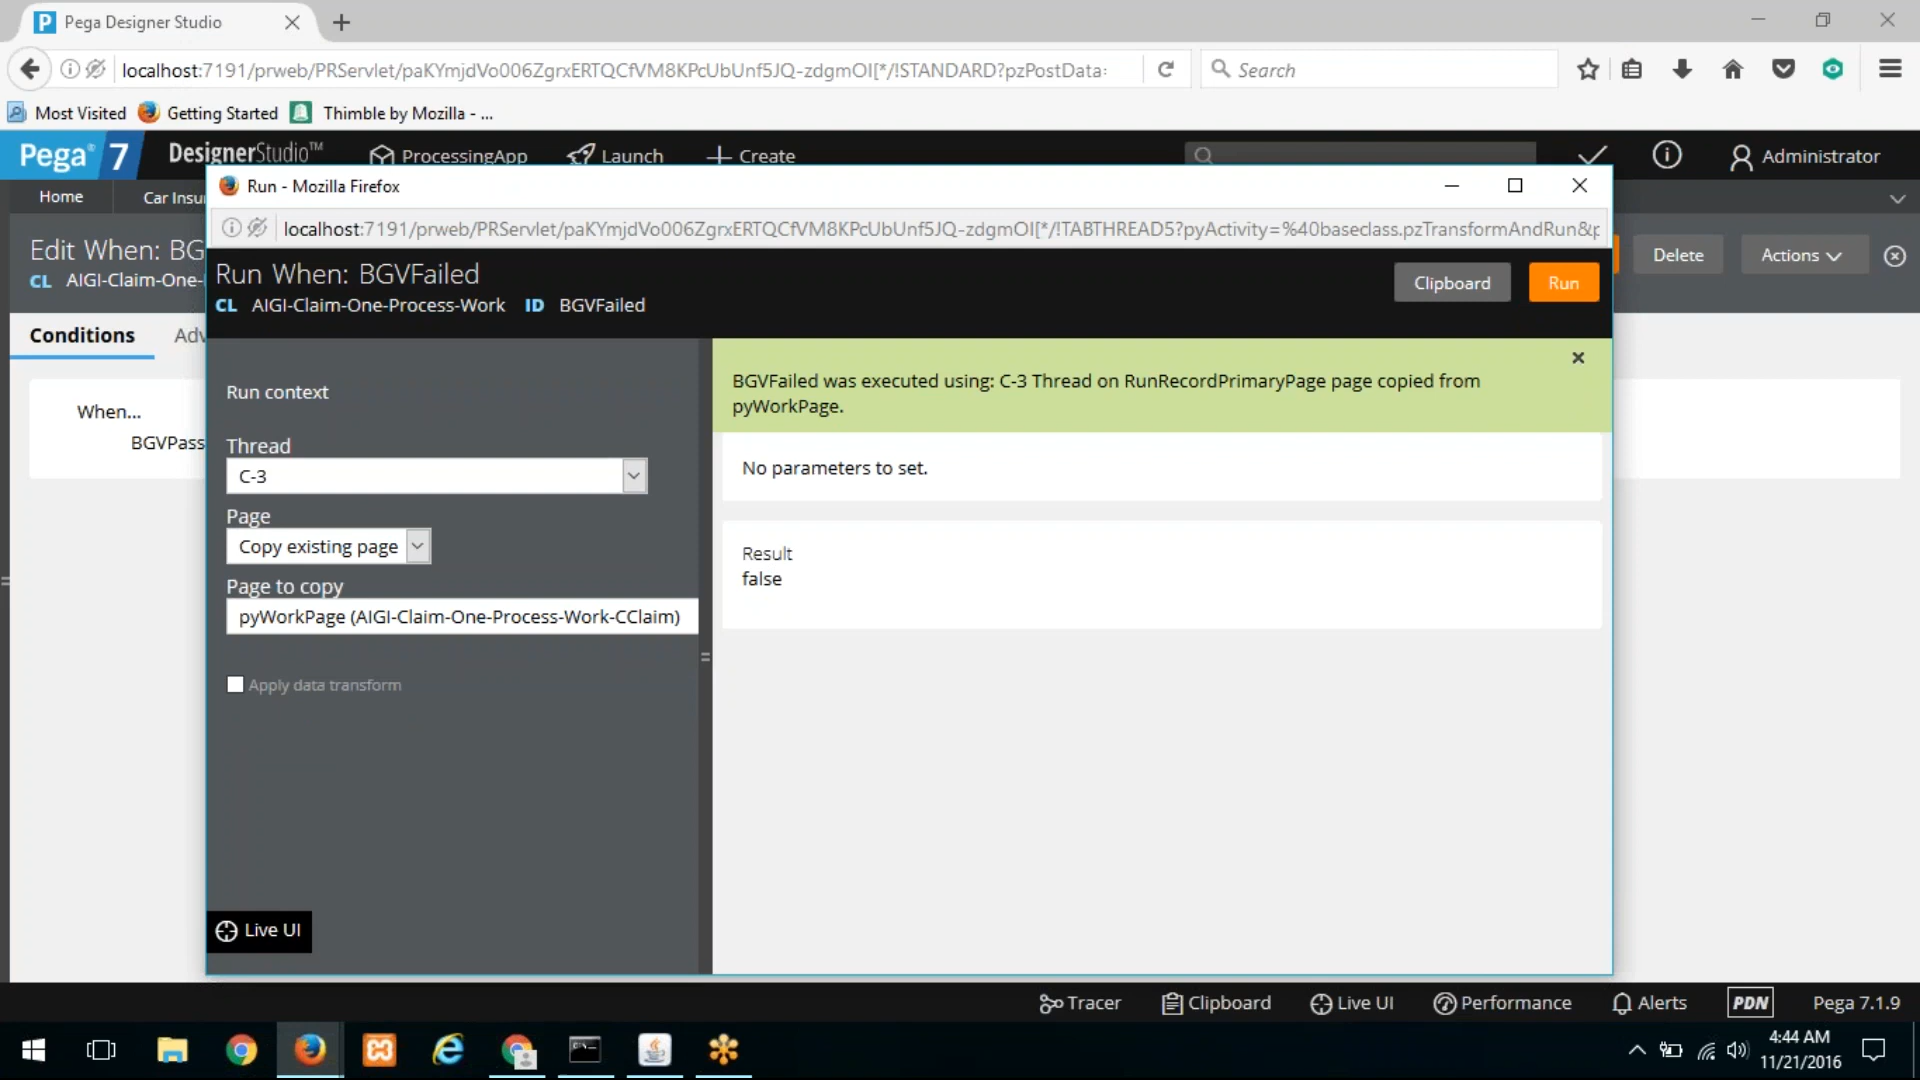 Pega Designer Studio
localhost:7191/prweb/PRServlet/paKYmjdVo006ZgrxERTQCfVM8KPcUbUnf5JQ-zdgmOI[*/!STANDARD?pzPostData=
Search
Most Visited
Getting Started
Thimble by Mozilla - ...
Pega® 7
DesignerStudio™
ProcessingApp
Launch
Create
Administrator
Home
Car Insu
Run - Mozilla Firefox
localhost:7191/prweb/PRServlet/paKYmjdVo006ZgrxERTQCfVM8KPcUbUnf5JQ-zdgmOI[*/!TABTHREAD5?pyActivity=%40baseclass.pzTransformAndRun&p
Edit When: BG
CL AIGI-Claim-One-
Delete
Actions
Run When: BGVFailed
CL AIGI-Claim-One-Process-Work ID BGVFailed
Clipboard
Run
Conditions
Adv
When...
BGVPass
Run context
Thread
C-3
Page
Copy existing page
Page to copy
pyWorkPage (AIGI-Claim-One-Process-Work-CClaim)
Apply data transform
BGVFailed was executed using: C-3 Thread on RunRecordPrimaryPage page copied from
pyWorkPage.
No parameters to set.
Result
false
Live UI
Tracer
Clipboard
Live UI
Performance
Alerts
PDN
Pega 7.1.9
4:44 AM
11/21/2016